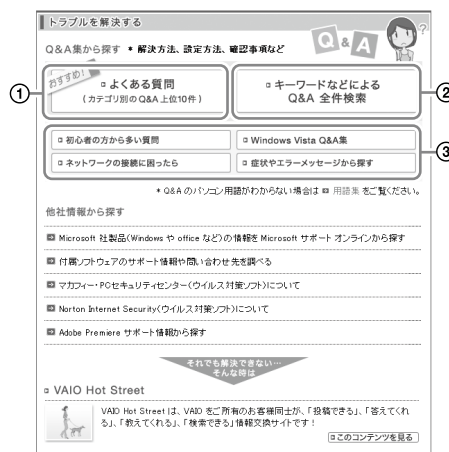 トラブルを解決する
Q&A集から探す * 解決方法、設定方法、確認事項など
Q & A ?
おすすめ!
よくある質問
(カテゴリ別のQ&A上位10件)
キーワードなどによる
Q&A 全件検索
① ② ③
初心者の方から多い質問
Windows Vista Q&A集
ネットワークの接続に困ったら
症状やエラーメッセージから探す
* Q&A のパソコン用語がわからない場合は 用語集 をご覧ください。
他社情報から探す
Microsoft 社製品(Windows や office など)の情報を Microsoft サポート オンラインから探す
付属ソフトウェアのサポート情報や問い合わせ先を調べる
マカフィー・PCセキュリティセンター(ウイルス対策ソフト)について
Norton Internet Security(ウイルス対策ソフト)について
Adobe Premiere サポート情報から探す
それでも解決できない…
そんな時は
VAIO Hot Street
VAIO Hot Street は、VAIO をご所有のお客様同士が、「投稿できる」、「答えてくれ
る」、「教えてくれる」、「検索できる」情報交換サイトです!
このコンテンツを見る